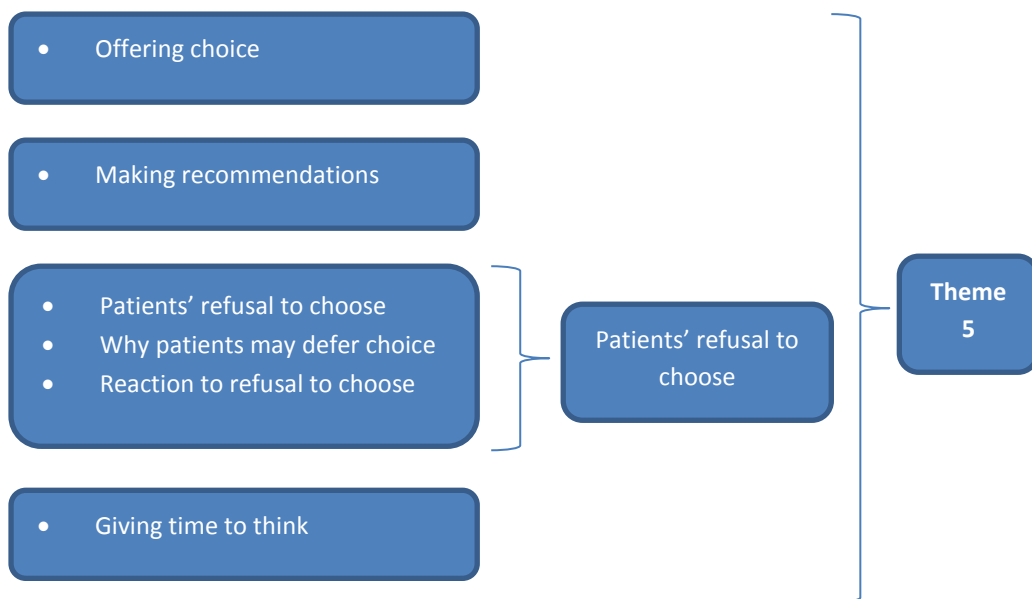 • Offering choice
• Making recommendations
• Patients’ refusal to choose
• Why patients may defer choice
• Reaction to refusal to choose
Patients’ refusal to
choose
Theme
5
• Giving time to think